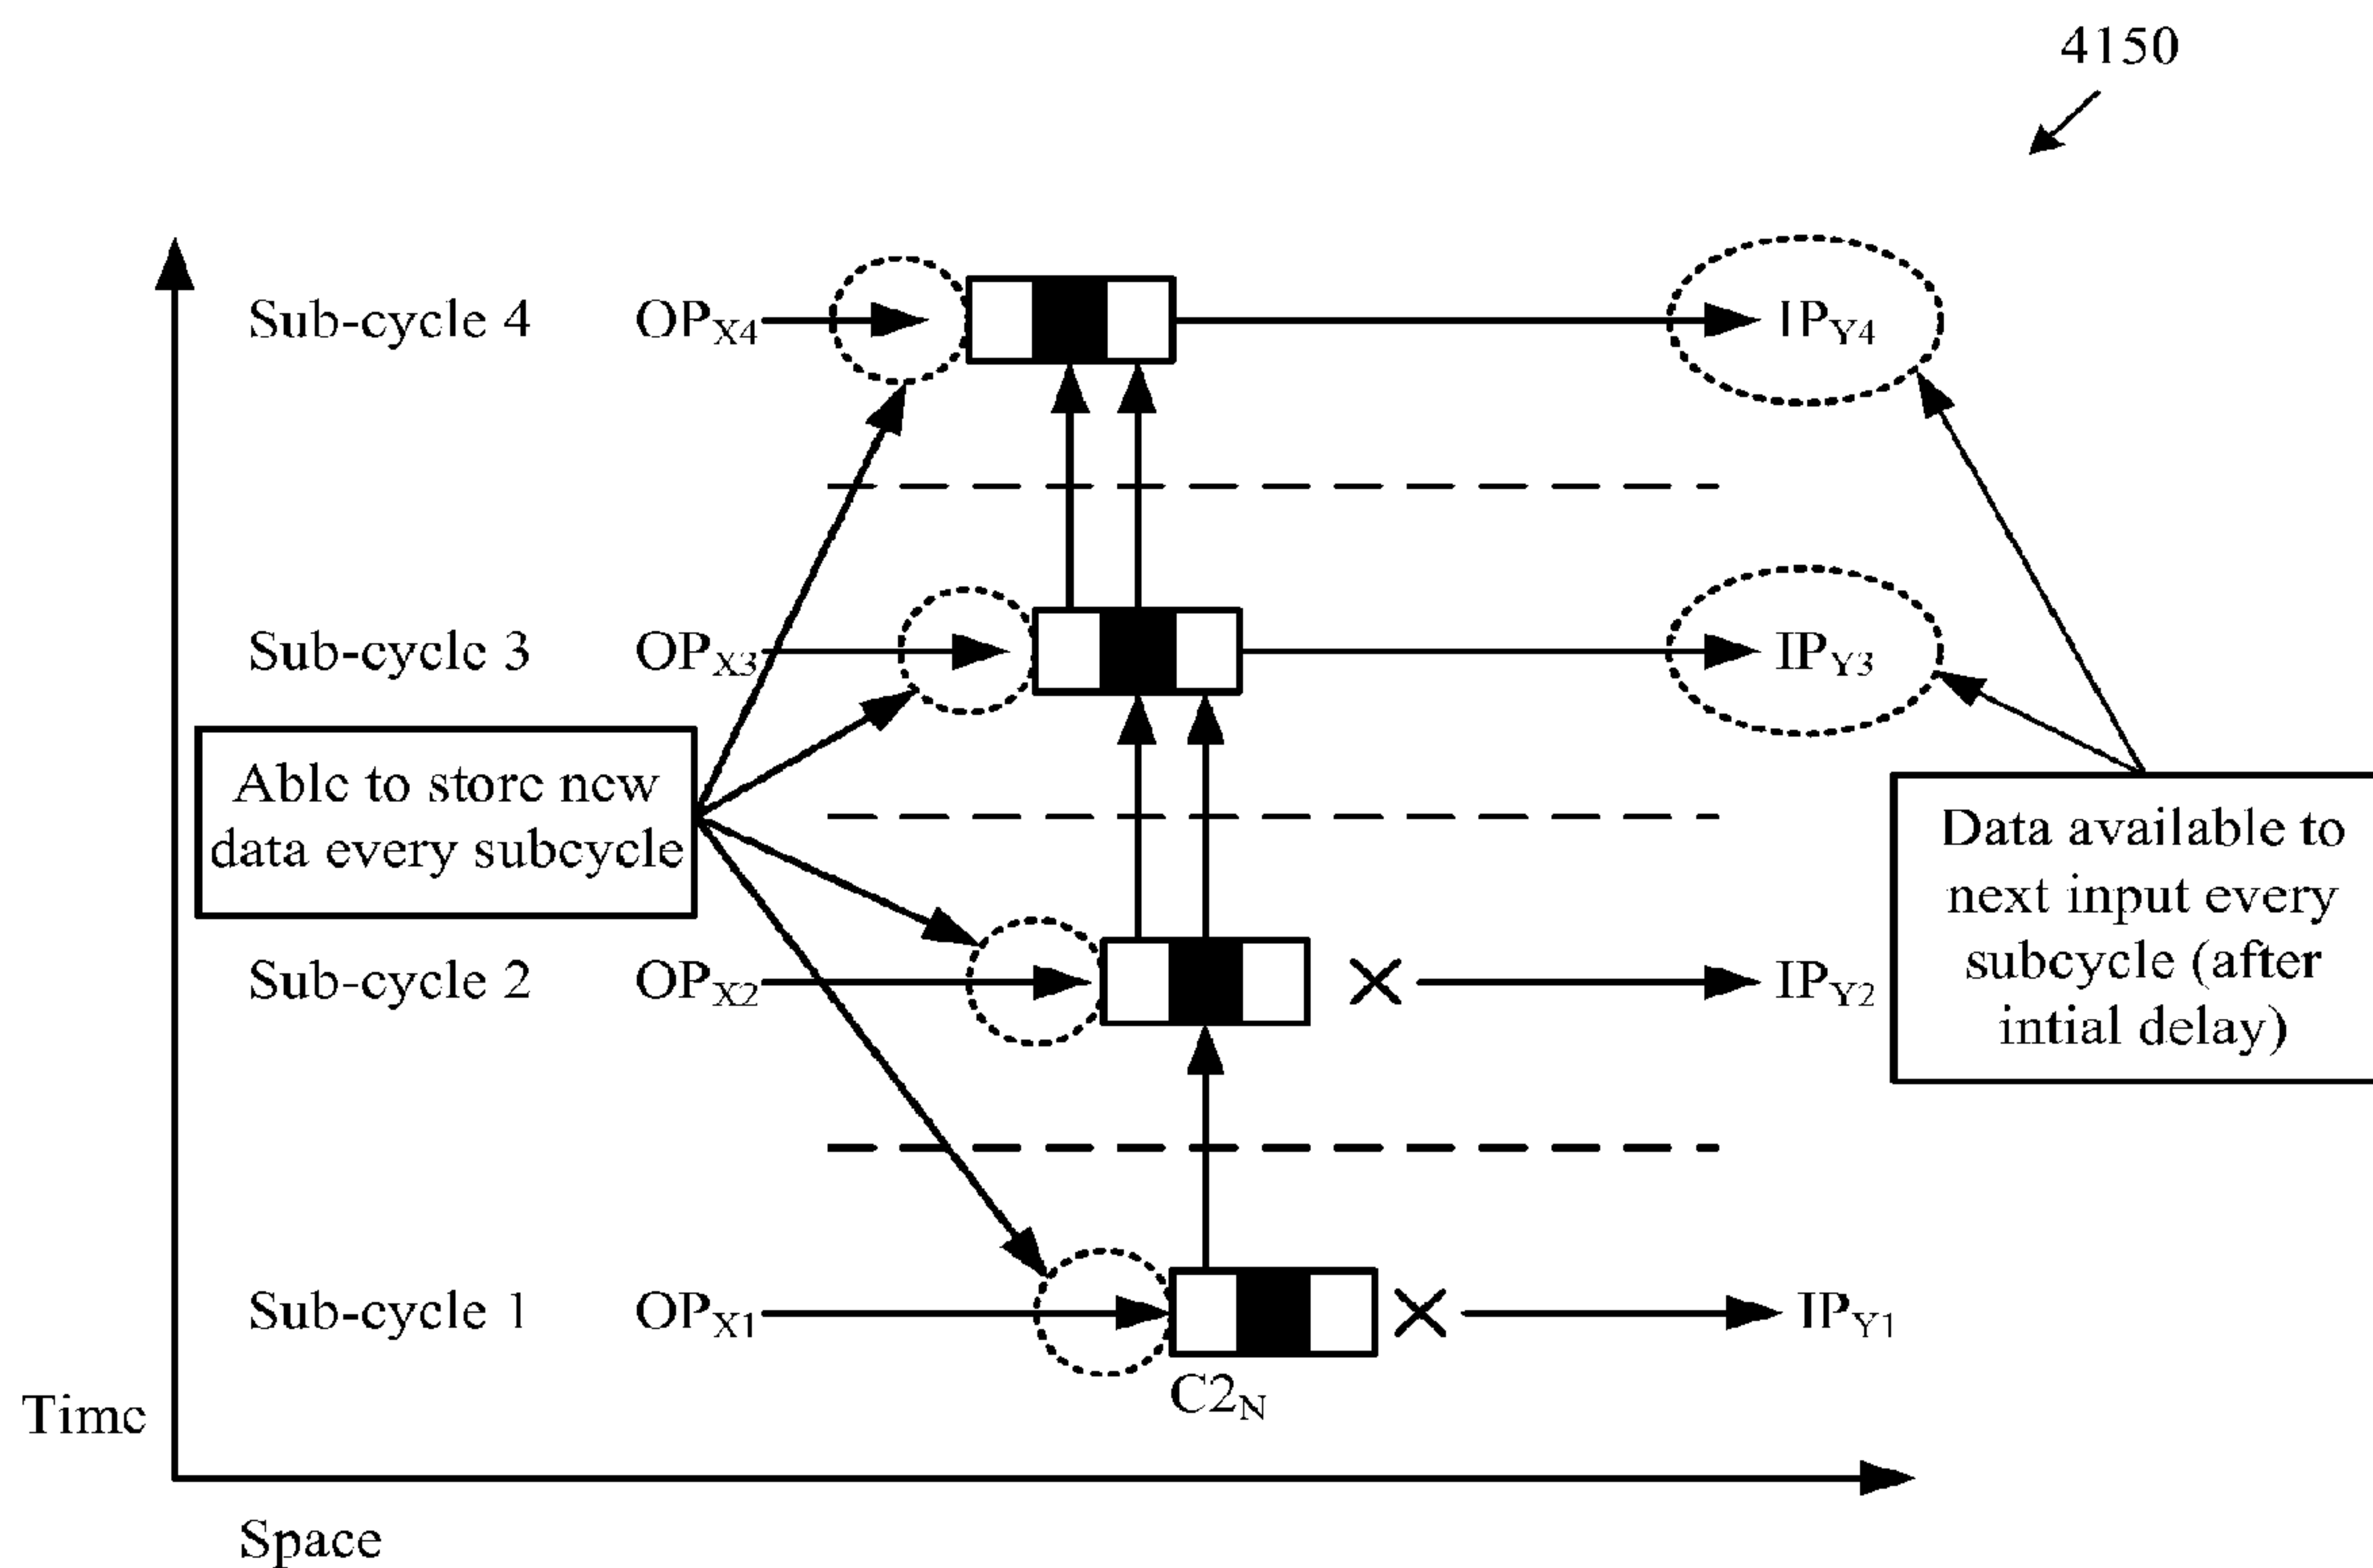 4150
Sub-cycle 4 OPX4 IPY4
Sub-cycle 3 OPX3 IPY3
Able to store new
data every subcycle
Data available to
next input every
subcycle (after
intial delay)
Sub-cycle 2 OPX2 IPY2
Sub-cycle 1 OPX1 IPY1
C2N
Time
Space